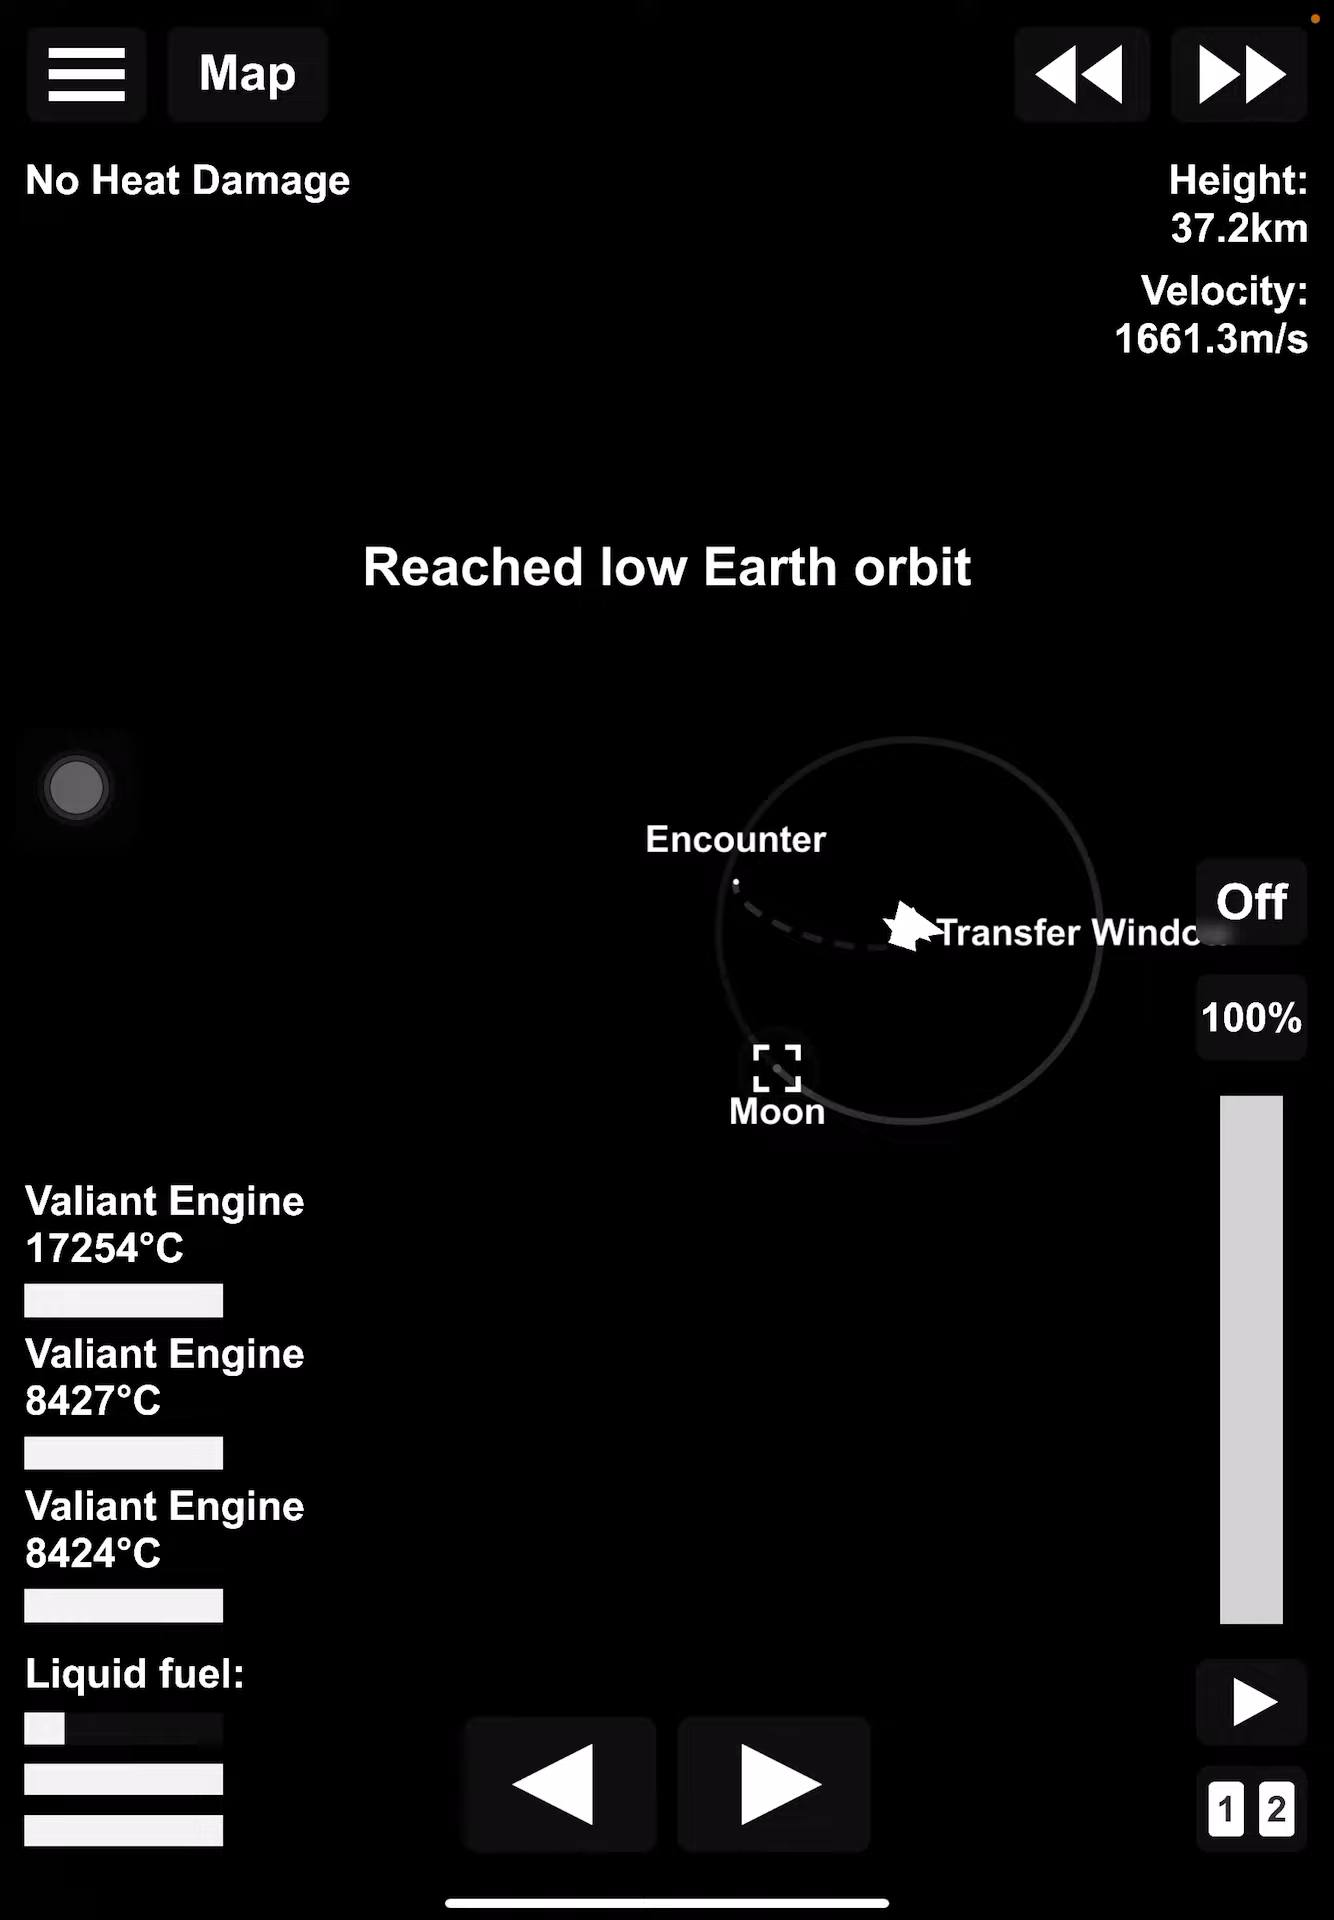 Map
No Heat Damage
Height:
37.2km
Velocity:
1661.3m/s
Reached low Earth orbit
Encounter
Transfer
Off
100%
Moon
Valiant Engine
17254°C
Valiant Engine
8427°C
Valiant Engine
8424°C
Liquid fuel:
1 2